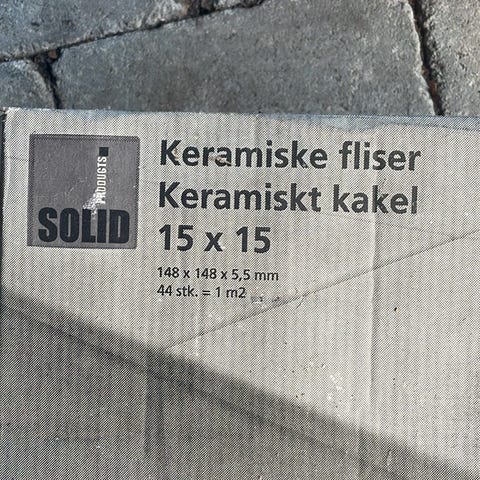 SOLID
PRODUCTS
Keramiske fliser
Keramiskt kakel
15 x 15
148 x 148 x 5,5 mm
44 stk. = 1 m2